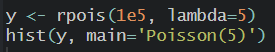 y <- rpois(1e5, lambda=5)
hist(y, main='Poisson(5)')